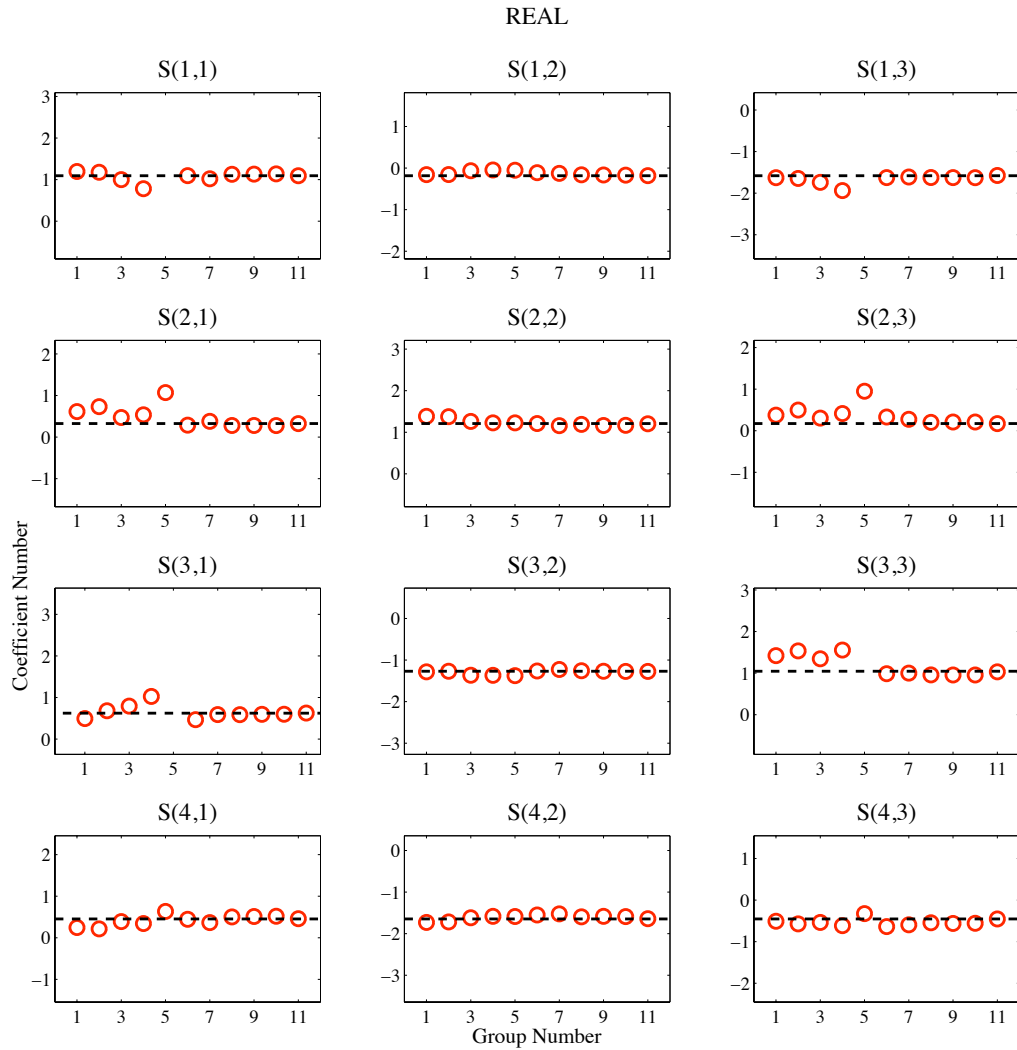 REAL
S(1,1)
3
2
1
0
1 3 5 7 9 11
S(1,2)
1
0
−1
−2
1 3 5 7 9 11
S(1,3)
0
−1
−2
−3
1 3 5 7 9 11
S(2,1)
2
1
0
−1
1 3 5 7 9 11
S(2,2)
3
2
1
0
1 3 5 7 9 11
S(2,3)
2
1
0
−1
1 3 5 7 9 11
Coefficient Number
S(3,1)
3
2
1
0
1 3 5 7 9 11
S(3,2)
0
−1
−2
−3
1 3 5 7 9 11
S(3,3)
3
2
1
0
1 3 5 7 9 11
S(4,1)
2
1
0
−1
1 3 5 7 9 11
S(4,2)
0
−1
−2
−3
1 3 5 7 9 11
S(4,3)
1
0
−1
−2
1 3 5 7 9 11
Group Number